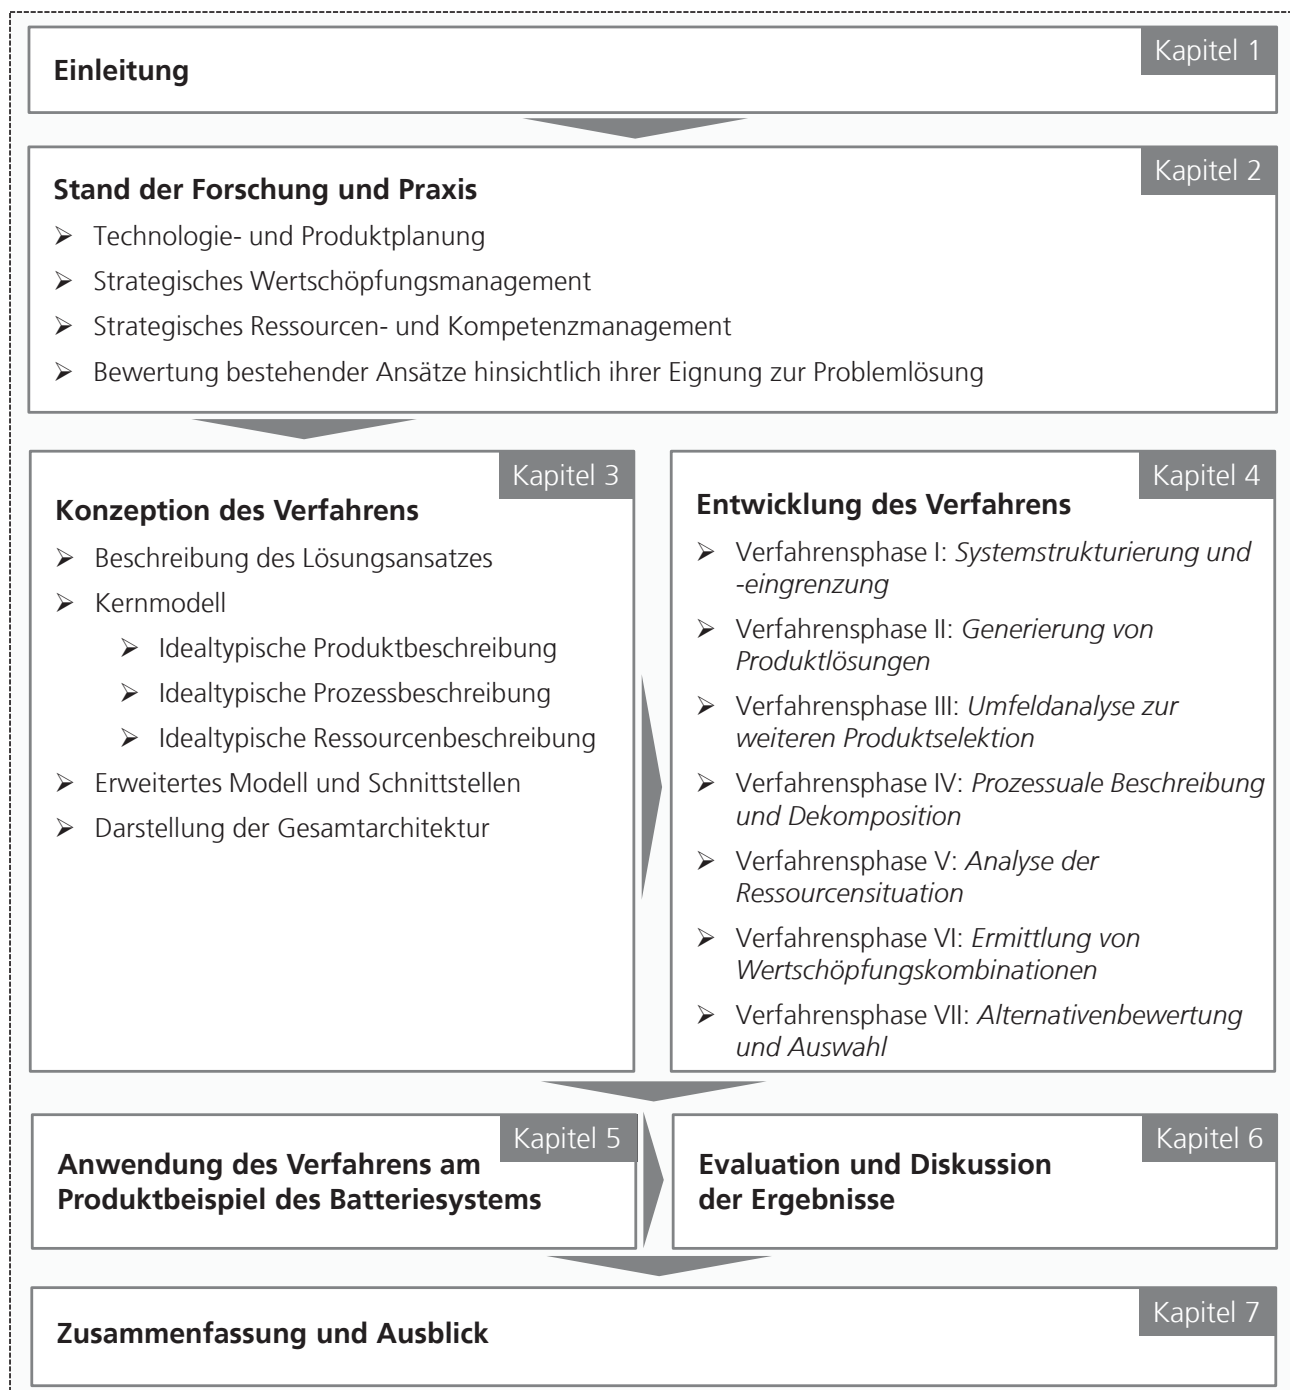 Kapitel 1
Einleitung
Kapitel 2
Stand der Forschung und Praxis
➢ Technologie- und Produktplanung
➢ Strategisches Wertschöpfungsmanagement
➢ Strategisches Ressourcen- und Kompetenzmanagement
➢ Bewertung bestehender Ansätze hinsichtlich ihrer Eignung zur Problemlösung
Kapitel 3
Konzeption des Verfahrens
➢ Beschreibung des Lösungsansatzes
➢ Kernmodell
➢ Idealtypische Produktbeschreibung
➢ Idealtypische Prozessbeschreibung
➢ Idealtypische Ressourcenbeschreibung
➢ Erweitertes Modell und Schnittstellen
➢ Darstellung der Gesamtarchitektur
Kapitel 4
Entwicklung des Verfahrens
➢ Verfahrensphase I: Systemstrukturierung und
-eingrenzung
➢ Verfahrensphase II: Generierung von
Produktlösungen
➢ Verfahrensphase III: Umfeldanalyse zur
weiteren Produktselektion
➢ Verfahrensphase IV: Prozessuale Beschreibung
und Dekomposition
➢ Verfahrensphase V: Analyse der
Ressourcensituation
➢ Verfahrensphase VI: Ermittlung von
Wertschöpfungskombinationen
➢ Verfahrensphase VII: Alternativenbewertung
und Auswahl
Kapitel 5
Anwendung des Verfahrens am
Produktbeispiel des Batteriesystems
Kapitel 6
Evaluation und Diskussion
der Ergebnisse
Kapitel 7
Zusammenfassung und Ausblick